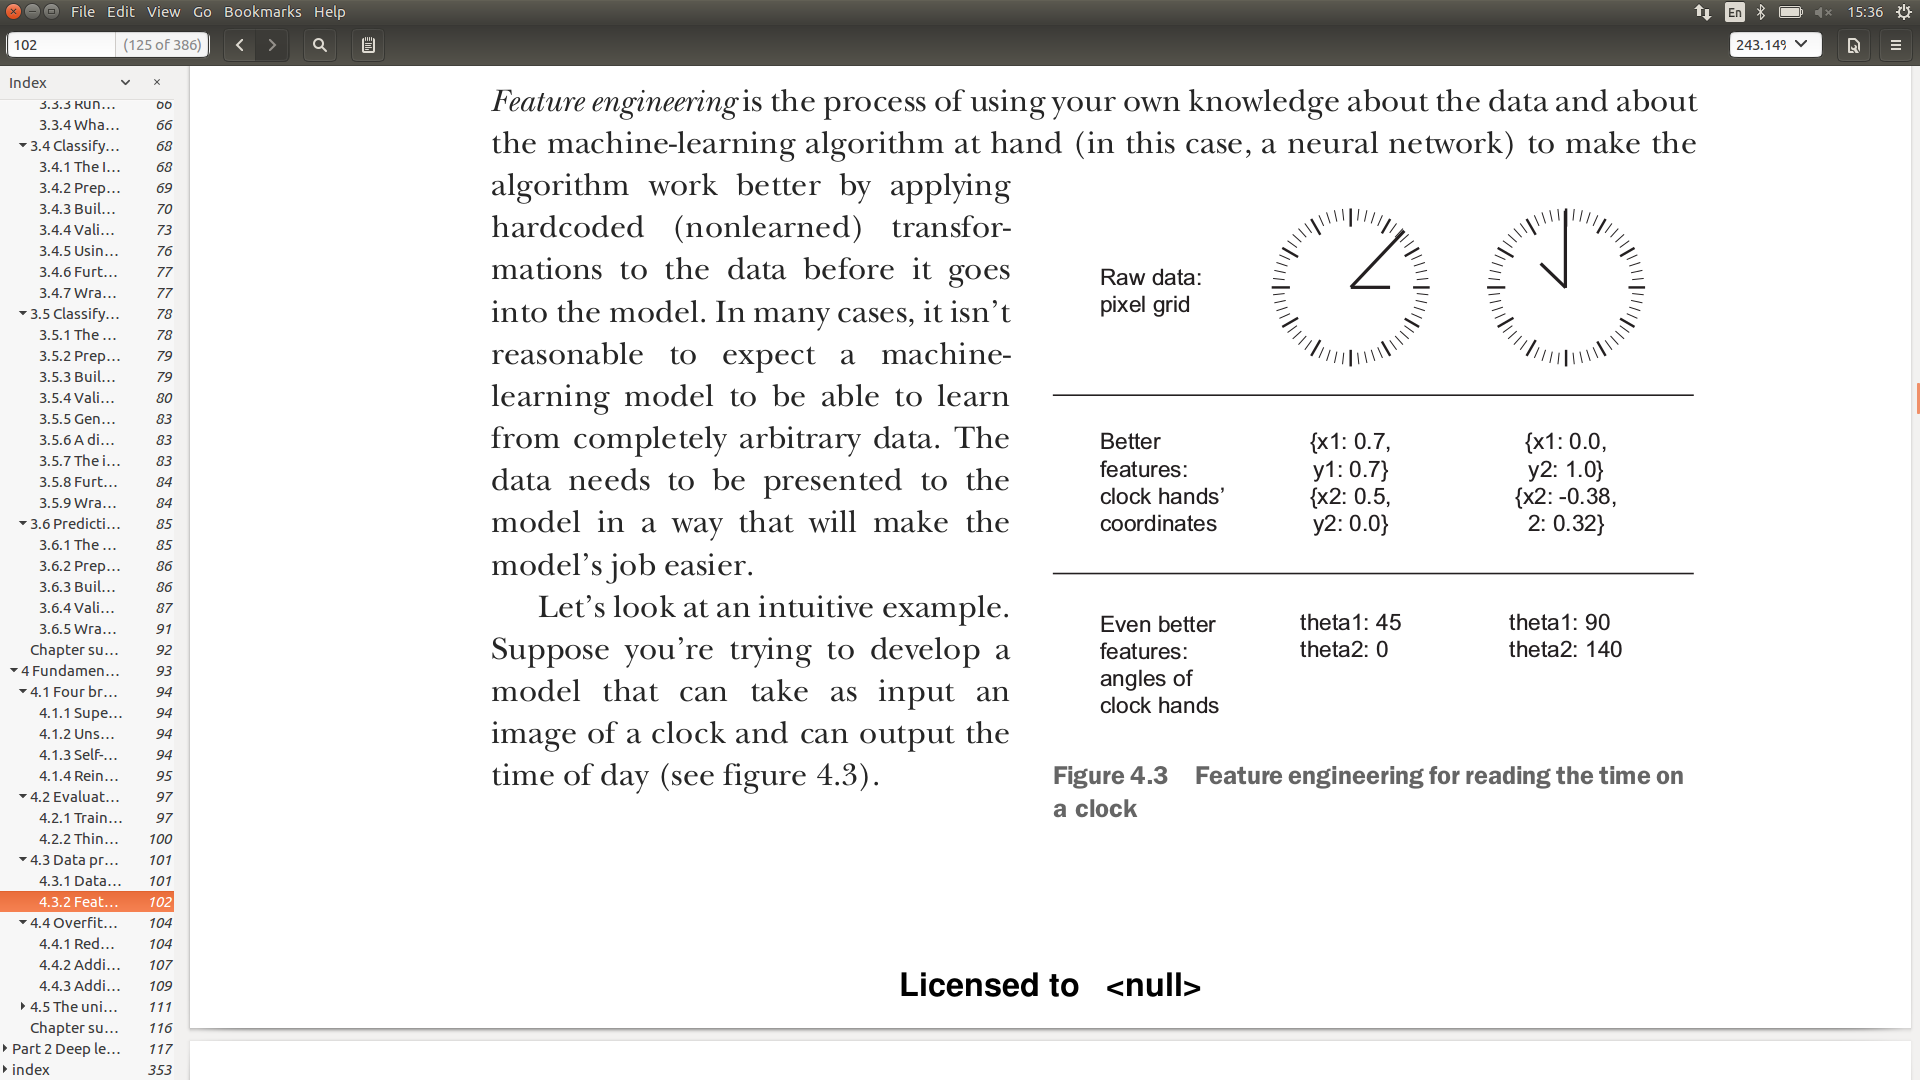 File Edit View Go Bookmarks Help
En
15:36
102 (125 of 386)
243.14%
Index
3.3.3 Run… 66
3.3.4 Wha… 66
3.4 Classify… 68
3.4.1 The I… 68
3.4.2 Prep… 69
3.4.3 Buil… 70
3.4.4 Vali… 73
3.4.5 Usin… 76
3.4.6 Furt… 77
3.4.7 Wra… 77
3.5 Classify… 78
3.5.1 The … 78
3.5.2 Prep… 79
3.5.3 Buil… 79
3.5.4 Vali… 80
3.5.5 Gen… 83
3.5.6 A di… 83
3.5.7 The i… 83
3.5.8 Furt… 84
3.5.9 Wra… 84
3.6 Predicti… 85
3.6.1 The … 85
3.6.2 Prep… 86
3.6.3 Buil… 86
3.6.4 Vali… 87
3.6.5 Wra… 91
Chapter su… 92
4 Fundamen… 93
4.1 Four br… 94
4.1.1 Supe… 94
4.1.2 Uns… 94
4.1.3 Self-… 94
4.1.4 Rein… 95
4.2 Evaluat… 97
4.2.1 Train… 97
4.2.2 Thin… 100
4.3 Data pr… 101
4.3.1 Data… 101
4.3.2 Feat… 102
4.4 Overfit… 104
4.4.1 Red… 104
4.4.2 Addi… 107
4.4.3 Addi… 109
4.5 The uni… 111
Chapter su… 116
Part 2 Deep le… 117
index 353
Feature engineering is the process of using your own knowledge about the data and about
the machine-learning algorithm at hand (in this case, a neural network) to make the
algorithm work better by applying
hardcoded (nonlearned) transfor-
mations to the data before it goes
into the model. In many cases, it isn't
reasonable to expect a machine-
learning model to be able to learn
from completely arbitrary data. The
data needs to be presented to the
model in a way that will make the
model's job easier.
Let's look at an intuitive example.
Suppose you're trying to develop a
model that can take as input an
image of a clock and can output the
time of day (see figure 4.3).
Raw data:
pixel grid
Better
features:
clock hands'
coordinates
{x1: 0.7,
y1: 0.7}
{x2: 0.5,
y2: 0.0}
{x1: 0.0,
y2: 1.0}
{x2: -0.38,
2: 0.32}
Even better
features:
angles of
clock hands
theta1: 45
theta2: 0
theta1: 90
theta2: 140
Figure 4.3 Feature engineering for reading the time on
a clock
Licensed to <null>